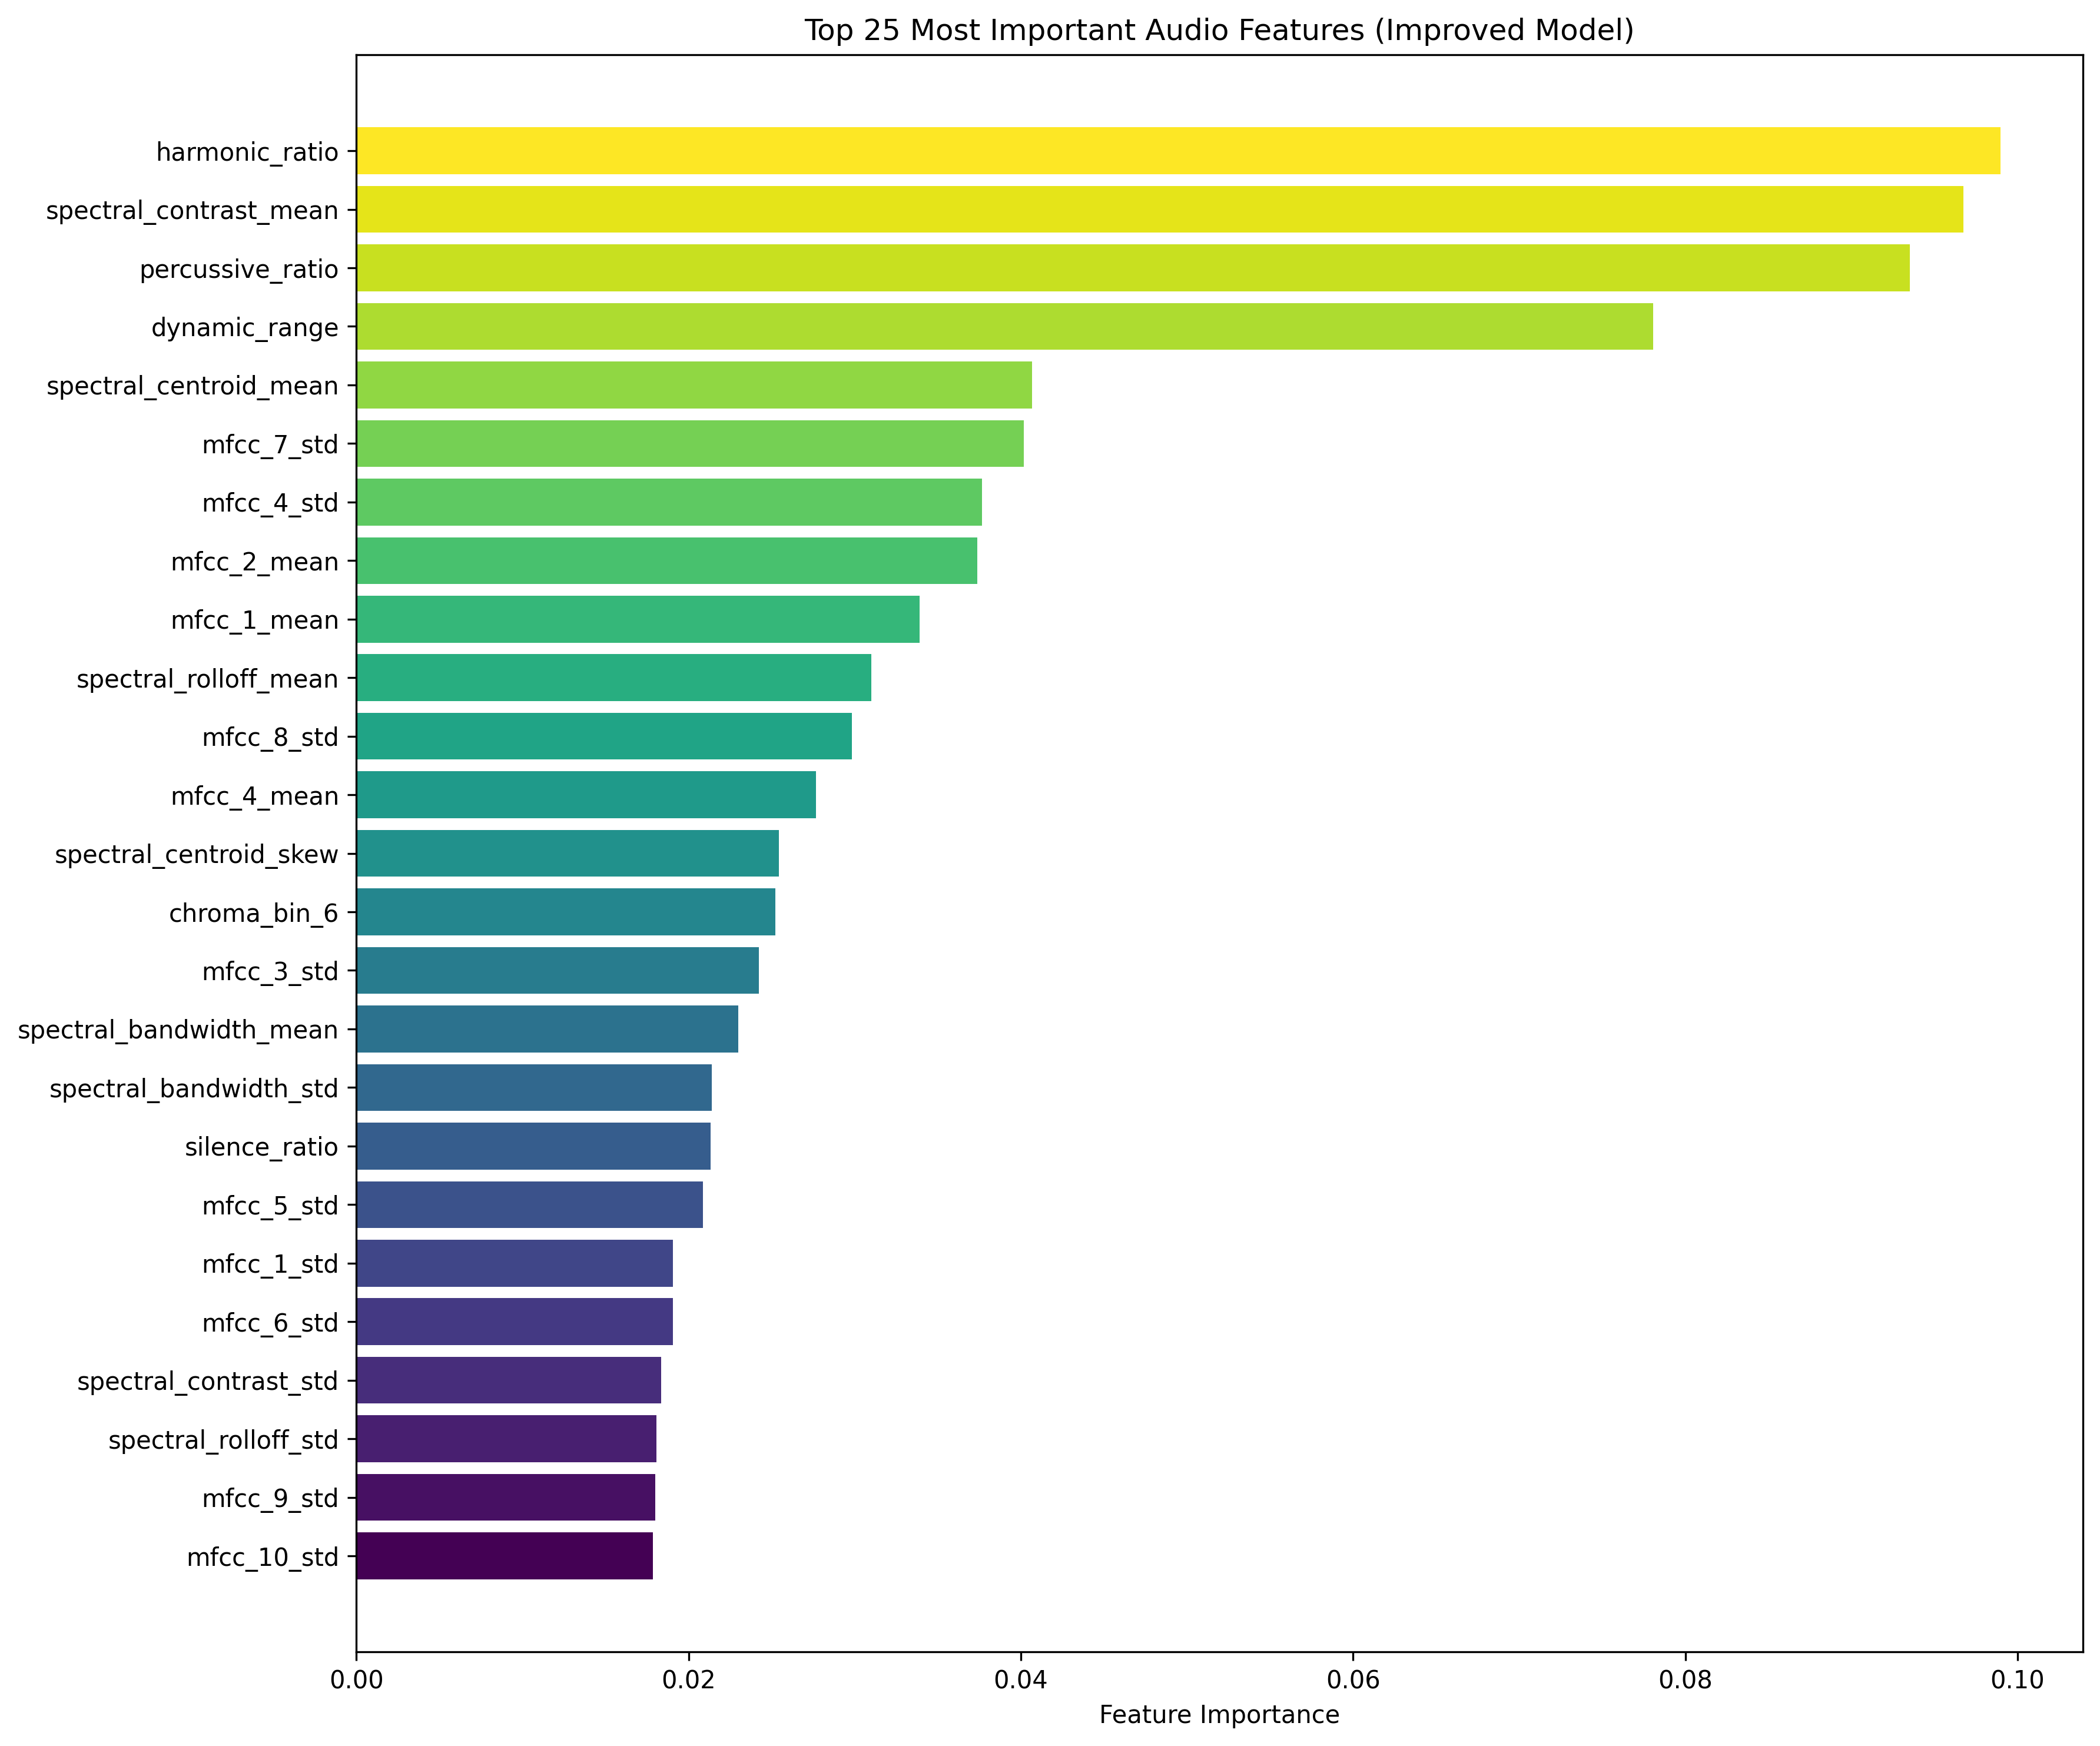 Top 25 Most Important Audio Features (Improved Model)
harmonic_ratio
spectral_contrast_mean
percussive_ratio
dynamic_range
spectral_centroid_mean
mfcc_7_std
mfcc_4_std
mfcc_2_mean
mfcc_1_mean
spectral_rolloff_mean
mfcc_8_std
mfcc_4_mean
spectral_centroid_skew
chroma_bin_6
mfcc_3_std
spectral_bandwidth_mean
spectral_bandwidth_std
silence_ratio
mfcc_5_std
mfcc_1_std
mfcc_6_std
spectral_contrast_std
spectral_rolloff_std
mfcc_9_std
mfcc_10_std
0.00 0.02 0.04 0.06 0.08 0.10
Feature Importance